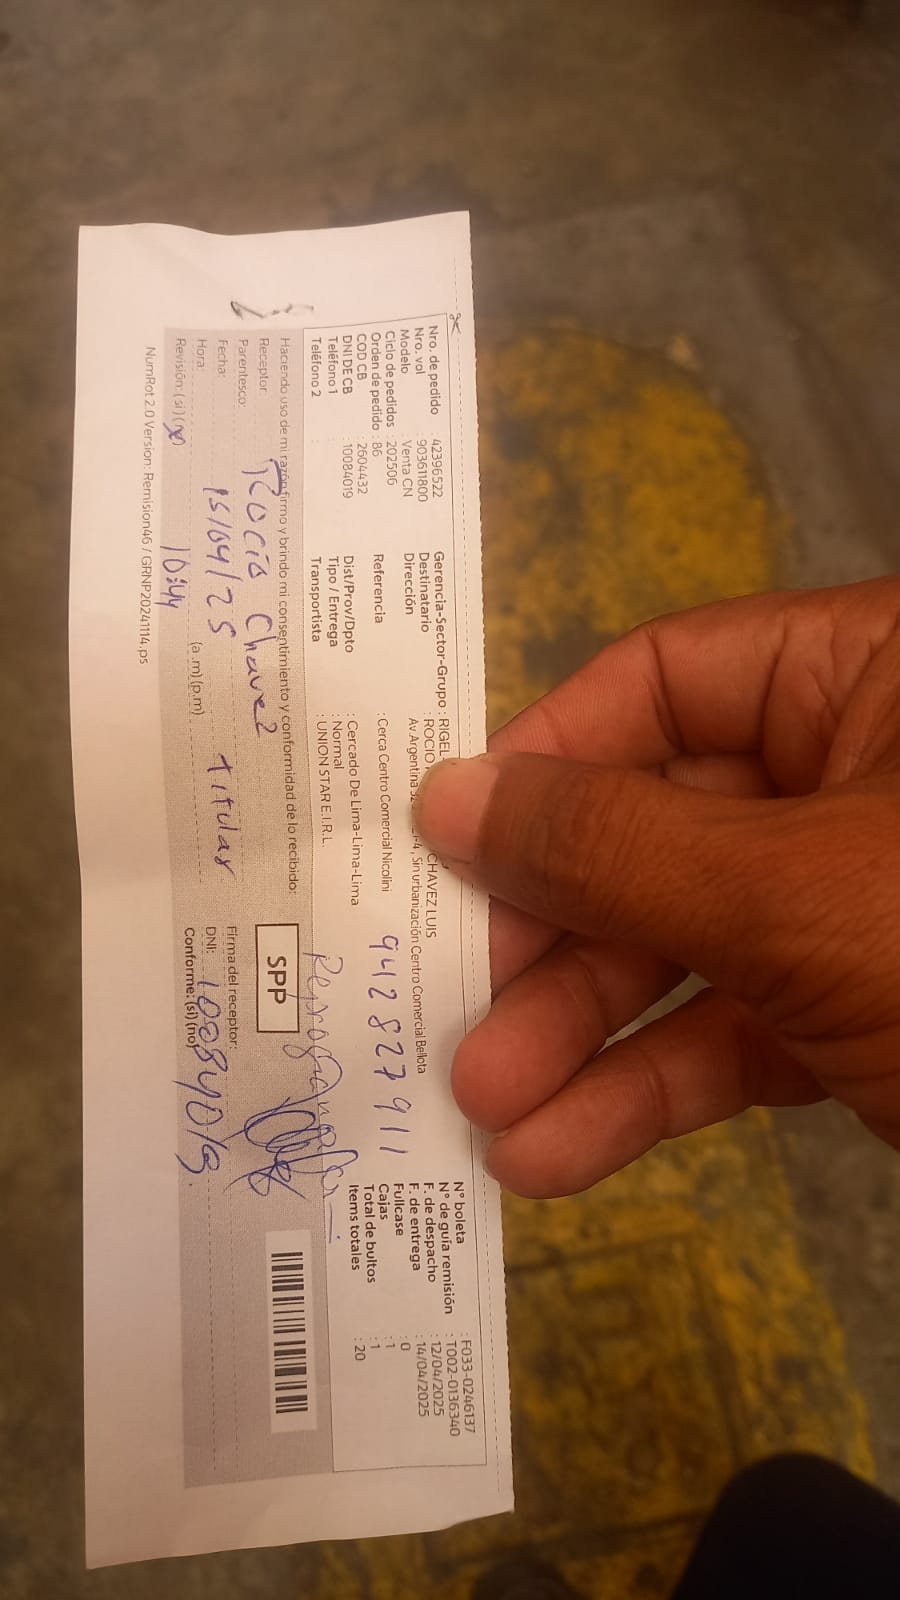 Nro. de pedido : 42396522
Nro. vol : 903611800
Modelo : Venta CN
Ciclo de pedidos : 202506
Orden de pedido : 86
COD CB : 2604432
DNI DE CB : 10084019
Teléfono 1 :
Teléfono 2 :
Gerencia-Sector-Grupo : RIGEL-
Destinatario : ROCIO CHAVEZ LUIS
Dirección Av.Argentina , Sin urbanización Centro Comercial Bellota
Referencia : Cerca Centro Comercial Nicolini
942827911
Dist/Prov/Dpto : Cercado De Lima-Lima-Lima
Tipo / Entrega : Normal
Transportista : UNION STAR E.I.R.L.
N° boleta : F033-0246137
N° de guía remisión : T002-0136340
F. de despacho : 12/04/2025
F. de entrega : 14/04/2025
Fullcase : 0
Cajas : 1
Total de bultos : 1
Items totales : 20
Haciendo uso de mi razón firmo y brindo mi consentimiento y conformidad de lo recibido:
SPP
Receptor: Rocio Chavez
Parentesco: titular
Fecha: 15/04/25
Hora: 10:44 (a.m)(p.m)
Revisión: (si)(no)
Firma del receptor:
DNI: 10084019
Conforme: (si)(no)
NumRot 2.0 Version: Remision46 / GRNP20241114.ps